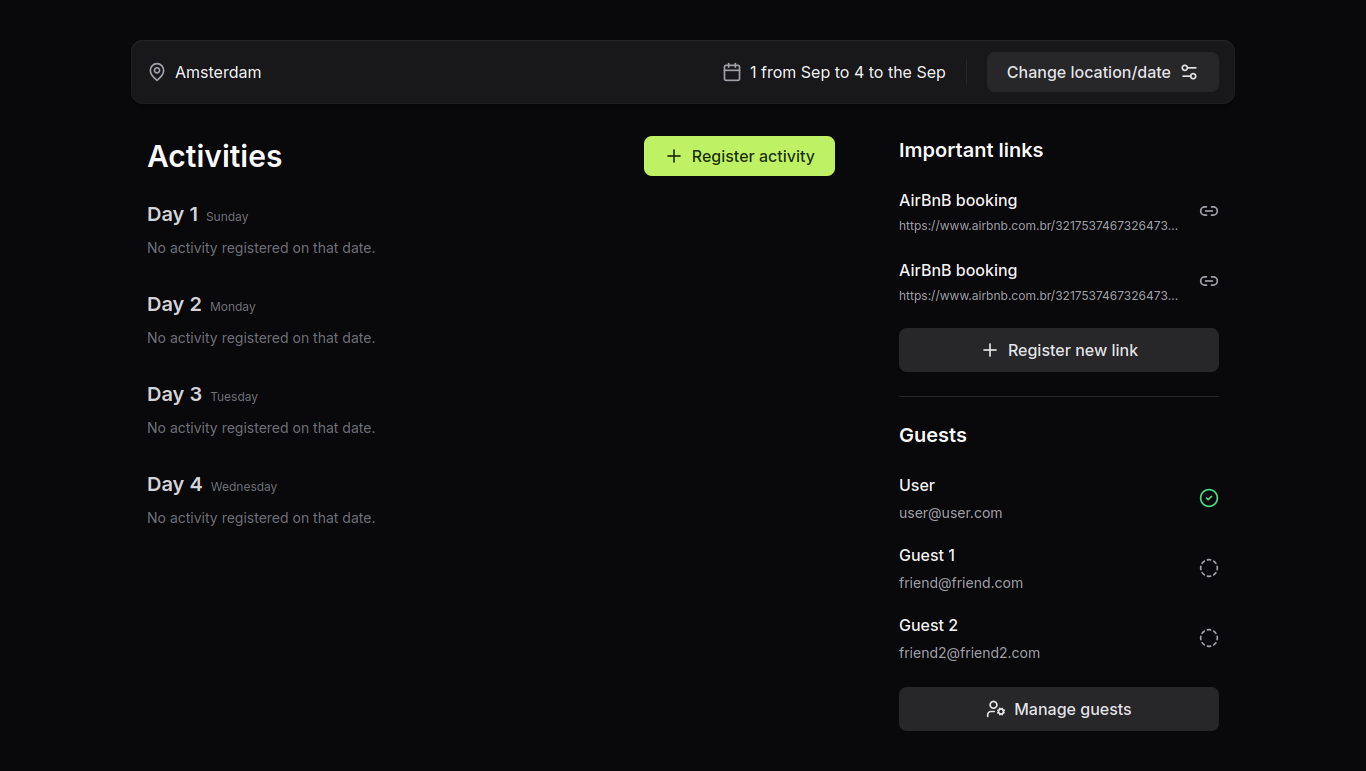 Amsterdam
1 from Sep to 4 to the Sep
Change location/date
Activities
Register activity
Day 1 Sunday
No activity registered on that date.
Day 2 Monday
No activity registered on that date.
Day 3 Tuesday
No activity registered on that date.
Day 4 Wednesday
No activity registered on that date.
Important links
AirBnB booking
https://www.airbnb.com.br/3217537467326473...
AirBnB booking
https://www.airbnb.com.br/3217537467326473...
Register new link
Guests
User
user@user.com
Guest 1
friend@friend.com
Guest 2
friend2@friend2.com
Manage guests